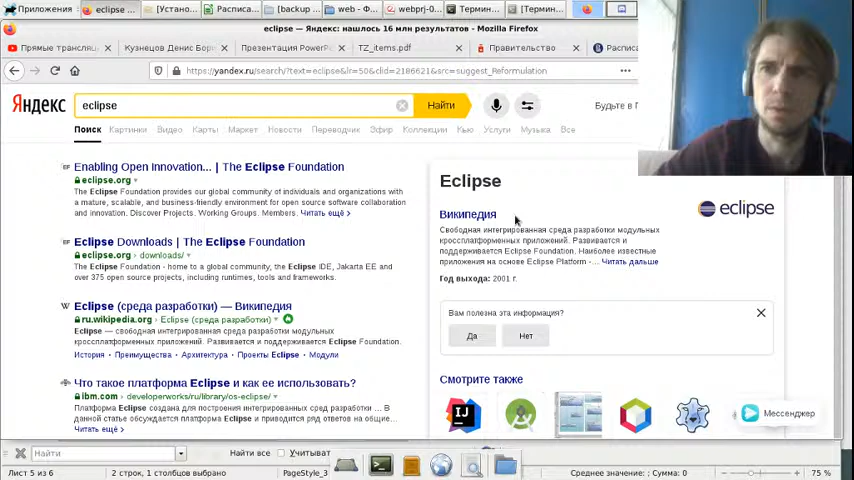 Приложения
eclipse ...
[Устано...
Расписа...
[backup ...
web - Ф...
webprj-0...
Термин...
[Термин...
eclipse — Яндекс: нашлось 16 млн результатов - Mozilla Firefox
Прямые трансляц
Кузнецов Денис Бори
Презентация PowerPo
TZ_items.pdf
Правительство
Распис
https://yandex.ru/search/?text=eclipse&lr=50&clid=2186621&src=suggest_Reformulation
Яндекс
eclipse
Найти
Будьте в П
Поиск Картинки Видео Карты Маркет Новости Переводчик Эфир Коллекции Кью Услуги Музыка Все
Enabling Open Innovation... | The Eclipse Foundation
eclipse.org
The Eclipse Foundation provides our global community of individuals and organizations with
a mature, scalable, and business-friendly environment for open source software collaboration
and innovation. Discover Projects. Working Groups. Members. Читать ещё >
Eclipse Downloads | The Eclipse Foundation
eclipse.org › downloads/
The Eclipse Foundation - home to a global community, the Eclipse IDE, Jakarta EE and
over 375 open source projects, including runtimes, tools and frameworks.
Eclipse (среда разработки) — Википедия
ru.wikipedia.org › Eclipse (среда разработки)
Eclipse — свободная интегрированная среда разработки модульных
кроссплатформенных приложений. Развивается и поддерживается Eclipse Foundation.
История · Преимущества · Архитектура · Проекты Eclipse · Модули
Что такое платформа Eclipse и как ее использовать?
ibm.com › developerworks/ru/library/os-eclipse/
Платформа Eclipse создана для построения интегрированных сред разработки ... В
данной статье обсуждается платформа Eclipse и приводится ряд ответов на общие...
Читать ещё >
Eclipse
Википедия
eclipse
Свободная интегрированная среда разработки модульных
кроссплатформенных приложений. Развивается и
поддерживается Eclipse Foundation. Наиболее известные
приложения на основе Eclipse Platform -... Читать дальше
Год выхода: 2001 г.
Вам полезна эта информация?
Да
Нет
Смотрите также
IJ
Мессенджер
Найти
Найти все
Учитыват
Лист 5 из 6
2 строк, 1 столбцов выбрано
PageStyle_3
Среднее значение: ; Сумма: 0
75 %